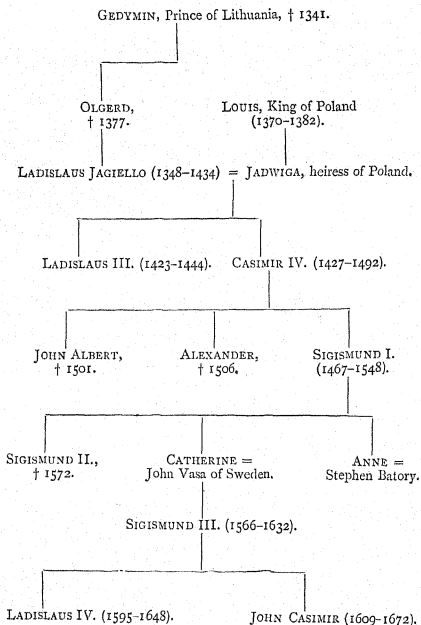 GEDYMIN, Prince of Lithuania, † 1341.
OLGERD,
† 1377.
LOUIS, King of Poland
(1370–1382).
LADISLAUS JAGIELLO (1348–1434) = JADWIGA, heiress of Poland.
LADISLAUS III. (1423–1444).
CASIMIR IV. (1427–1492).
JOHN ALBERT,
† 1501.
ALEXANDER,
† 1506.
SIGISMUND I.
(1467–1548).
SIGISMUND II.,
† 1572.
CATHERINE =
John Vasa of Sweden.
ANNE =
Stephen Batory.
SIGISMUND III. (1566–1632).
LADISLAUS IV. (1595–1648).
JOHN CASIMIR (1609–1672).